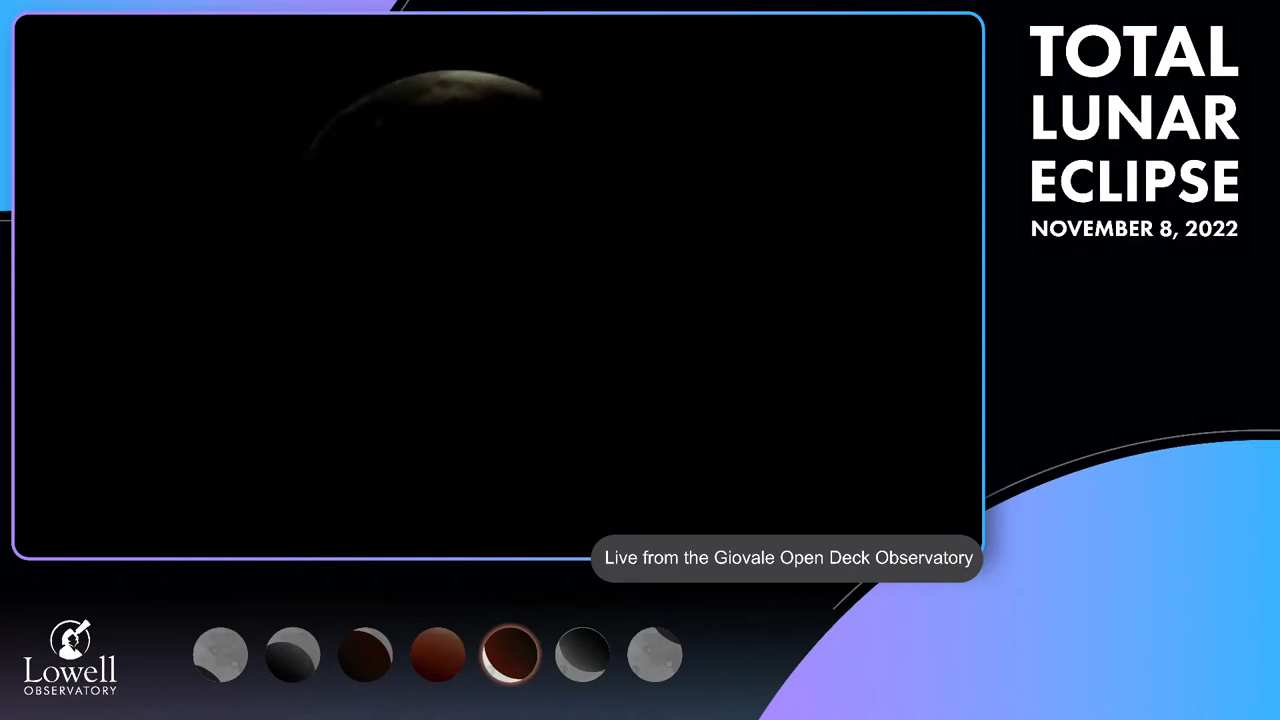 TOTAL
LUNAR
ECLIPSE
NOVEMBER 8, 2022
Live from the Giovale Open Deck Observatory
Lowell
OBSERVATORY